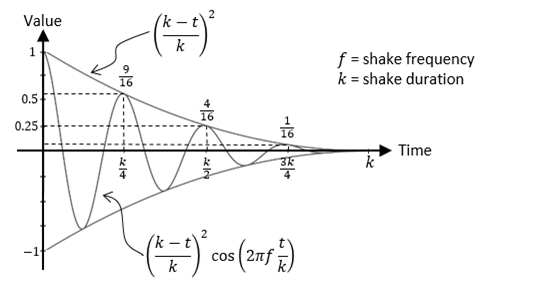 Value
((k − t)/k)²
f = shake frequency
k = shake duration
1
9/16
0.5
4/16
0.25
1/16
Time
k/4
k/2
3k/4
k
−1
((k − t)/k)² cos(2πf t/k)